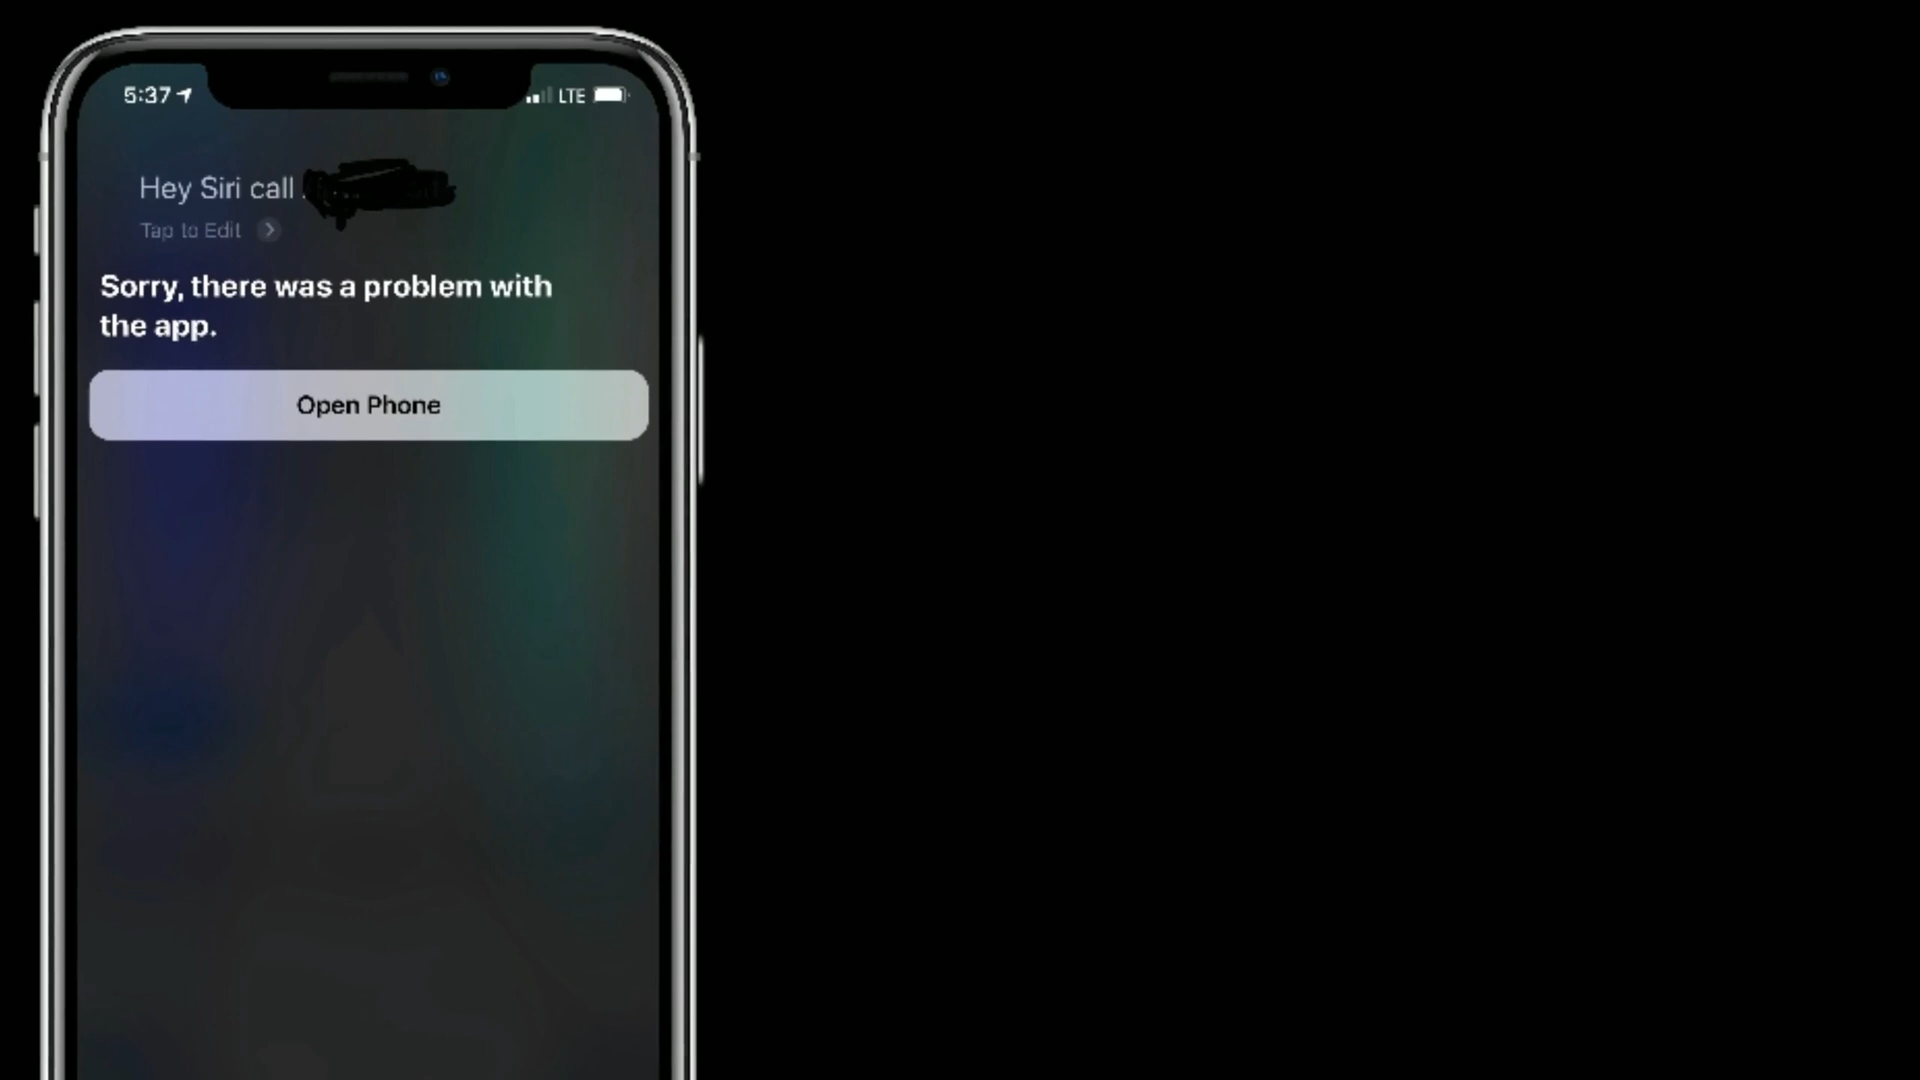 5:37 LTE
Hey Siri call
Tap to Edit
Sorry, there was a problem with
the app.
Open Phone